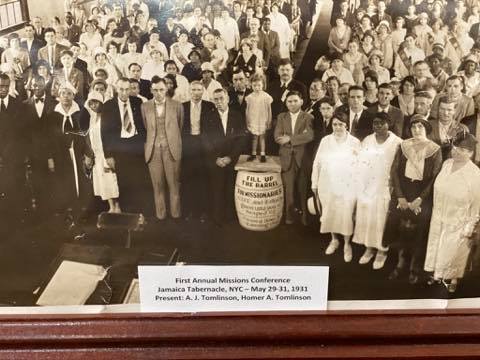 FILL UP
THE BARREL
FOR MISSIONARIES
First Annual Missions Conference
Jamaica Tabernacle, NYC – May 29-31, 1931
Present: A. J. Tomlinson, Homer A. Tomlinson